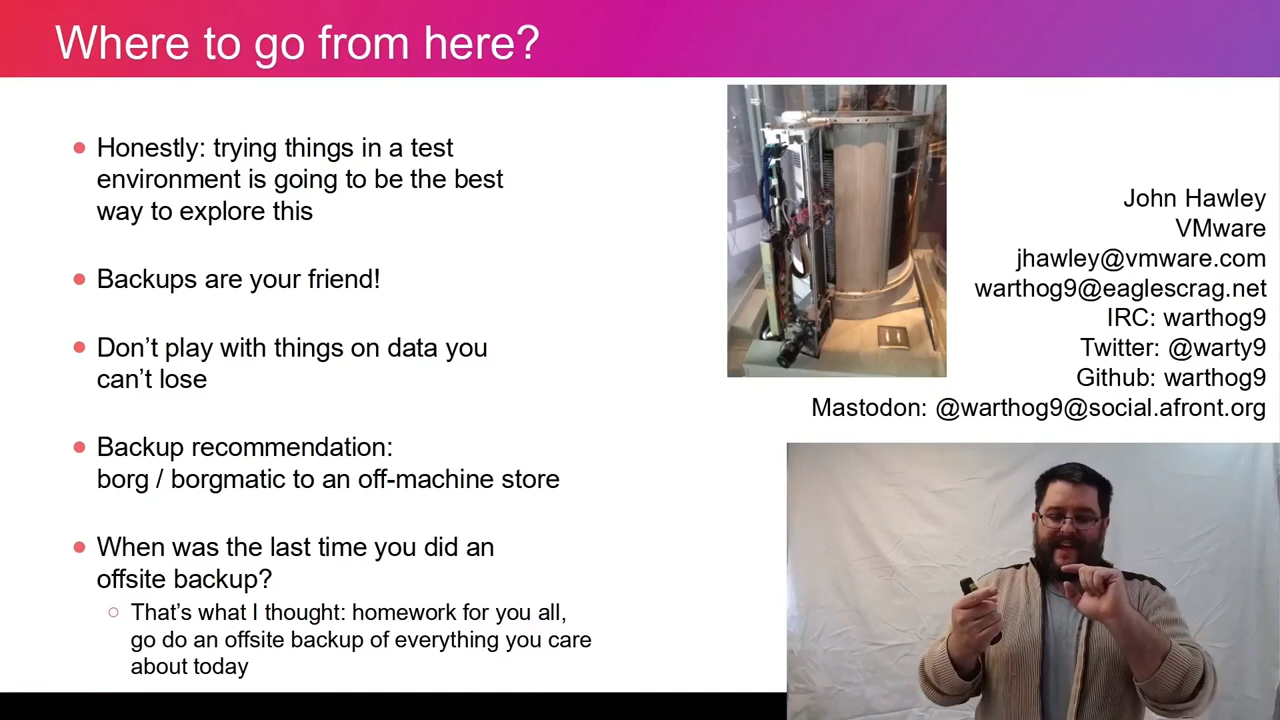 Where to go from here?
Honestly: trying things in a test
environment is going to be the best
way to explore this
Backups are your friend!
Don’t play with things on data you
can’t lose
Backup recommendation:
borg / borgmatic to an off-machine store
When was the last time you did an
offsite backup?
That’s what I thought: homework for you all,
go do an offsite backup of everything you care
about today
John Hawley
VMware
jhawley@vmware.com
warthog9@eaglescrag.net
IRC: warthog9
Twitter: @warty9
Github: warthog9
Mastodon: @warthog9@social.afront.org